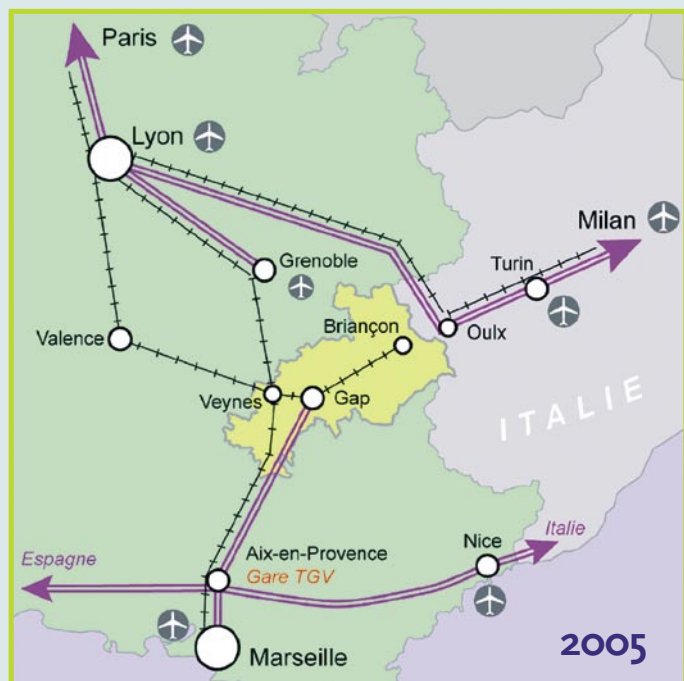 Paris
Lyon
Milan
Turin
Grenoble
Oulx
Briançon
Valence
Veynes
Gap
ITALIE
Aix-en-Provence
Gare TGV
Nice
Italie
Espagne
Marseille
2005